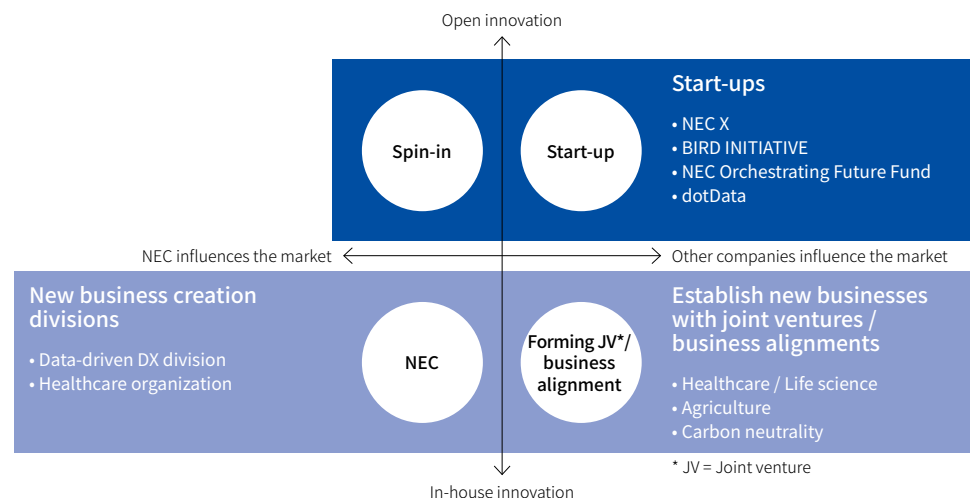 Open innovation
Spin-in
Start-up
Start-ups
• NEC X
• BIRD INITIATIVE
• NEC Orchestrating Future Fund
• dotData
NEC influences the market
Other companies influence the market
New business creation
divisions
• Data-driven DX division
• Healthcare organization
NEC
Forming JV*/
business
alignment
Establish new businesses
with joint ventures /
business alignments
• Healthcare / Life science
• Agriculture
• Carbon neutrality
* JV = Joint venture
In-house innovation